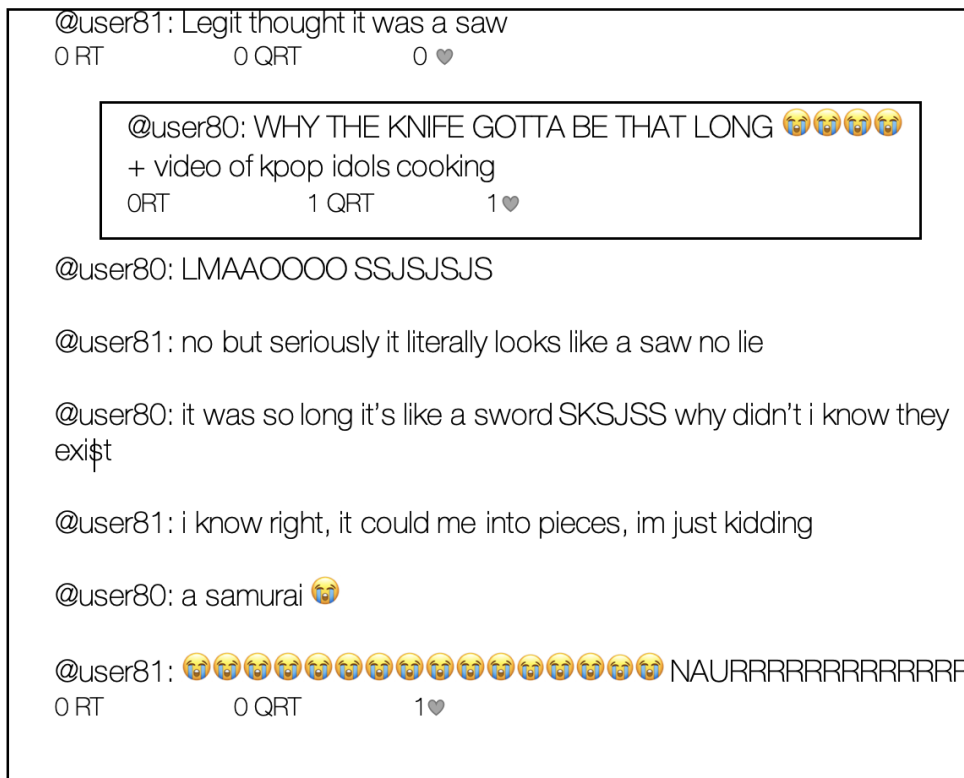 @user81: Legit thought it was a saw
0 RT 0 QRT 0 🩶
@user80: WHY THE KNIFE GOTTA BE THAT LONG 😭😭😭😭
+ video of kpop idols cooking
0RT 1 QRT 1🩶
@user80: LMAAOOOO SSJSJSJS
@user81: no but seriously it literally looks like a saw no lie
@user80: it was so long it’s like a sword SKSJSS why didn’t i know they
exi$t
@user81: i know right, it could me into pieces, im just kidding
@user80: a samurai 😭
@user81: 😭😭😭😭😭😭😭😭😭😭😭😭😭😭😭😭 NAURRRRRRRRRRRRRR
0 RT 0 QRT 1🩶